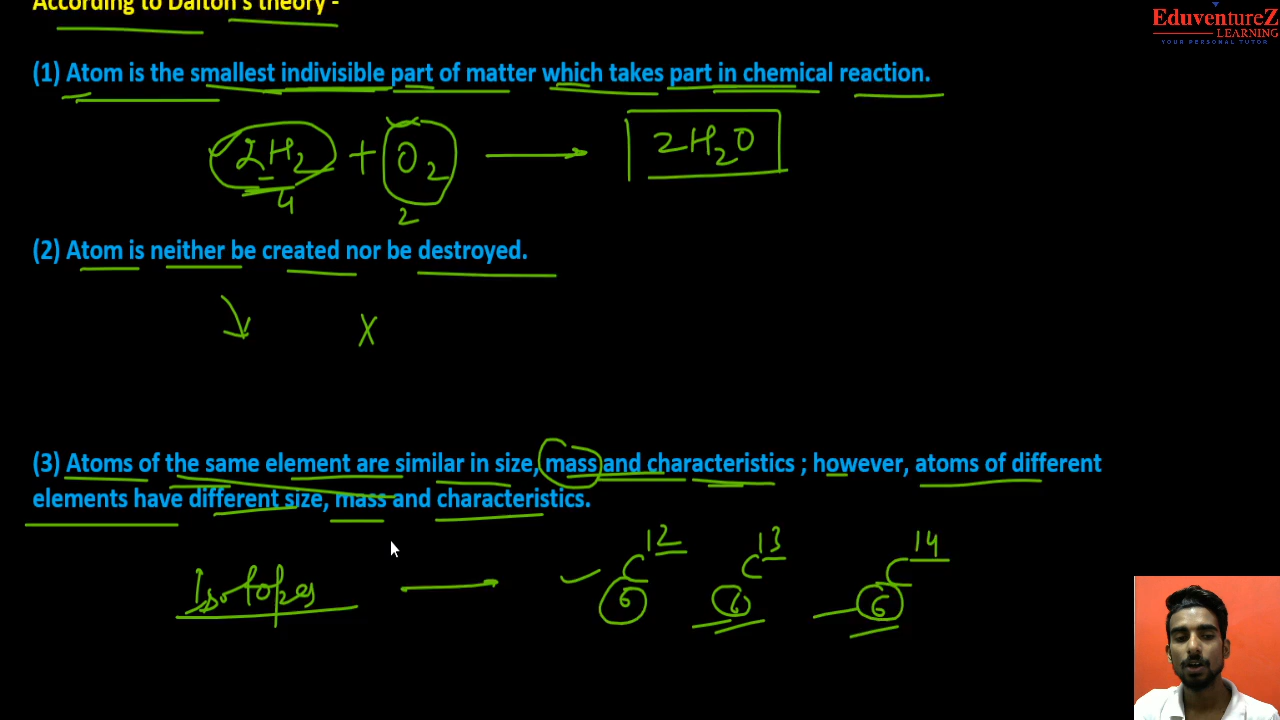 According to Dalton's theory -
EduventureZ
LEARNING
YOUR PERSONAL TUTOR
(1) Atom is the smallest indivisible part of matter which takes part in chemical reaction.
2H₂ + O₂ → 2H₂O
4 2
(2) Atom is neither be created nor be destroyed.
X
(3) Atoms of the same element are similar in size, mass and characteristics ; however, atoms of different
elements have different size, mass and characteristics.
Isotopes → C 12 C 13 C 14
6 6 6